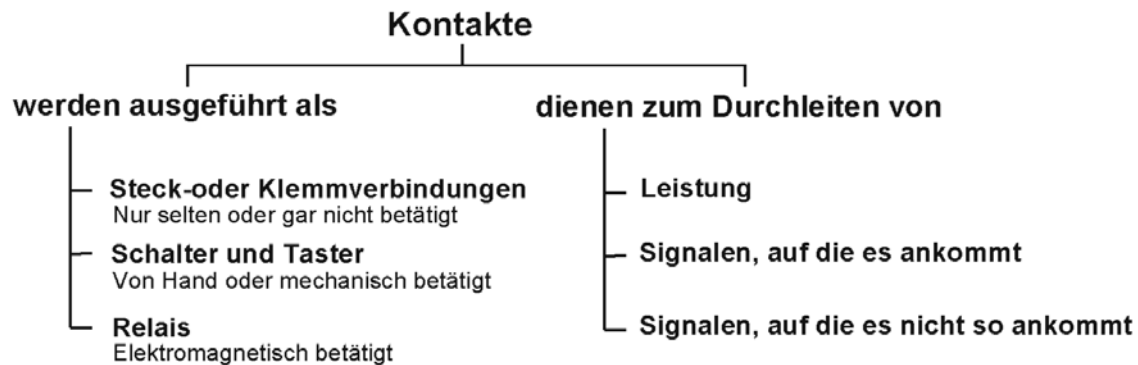 Kontakte
werden ausgeführt als
Steck-oder Klemmverbindungen
Nur selten oder gar nicht betätigt
Schalter und Taster
Von Hand oder mechanisch betätigt
Relais
Elektromagnetisch betätigt
dienen zum Durchleiten von
Leistung
Signalen, auf die es ankommt
Signalen, auf die es nicht so ankommt